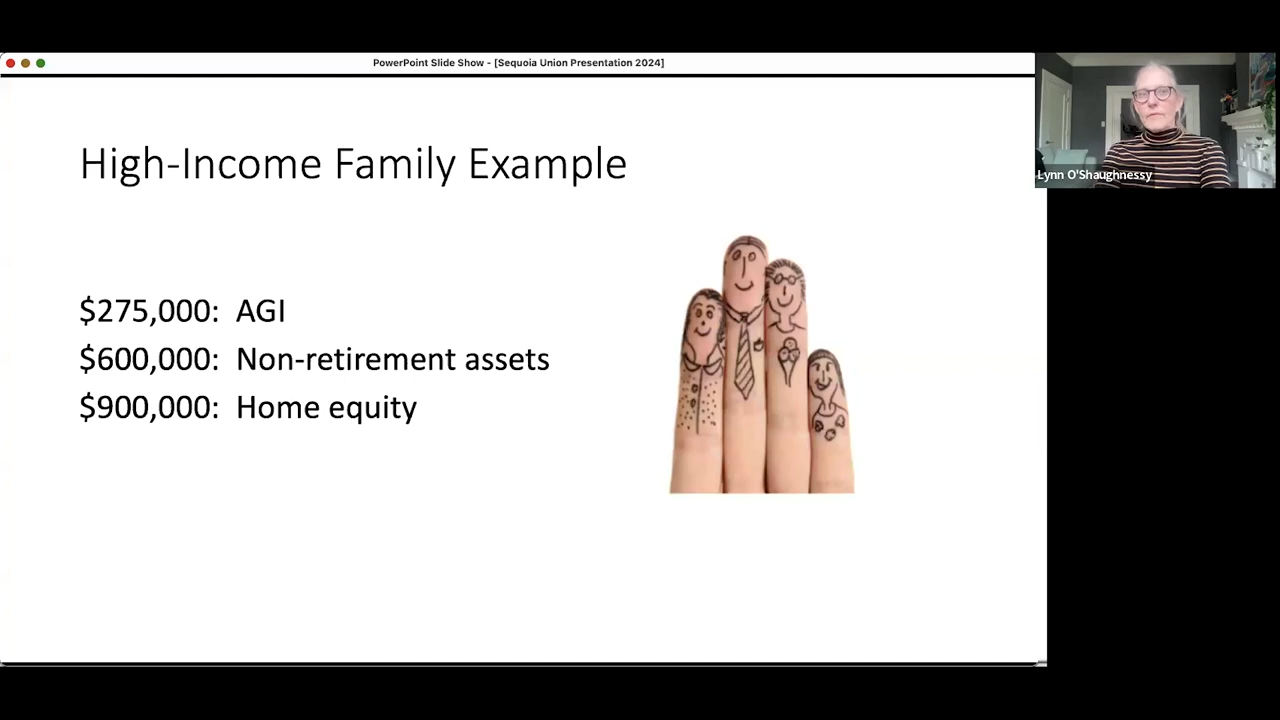 PowerPoint Slide Show - [Sequoia Union Presentation 2024]
High-Income Family Example
$275,000: AGI
$600,000: Non-retirement assets
$900,000: Home equity
Lynn O'Shaughnessy